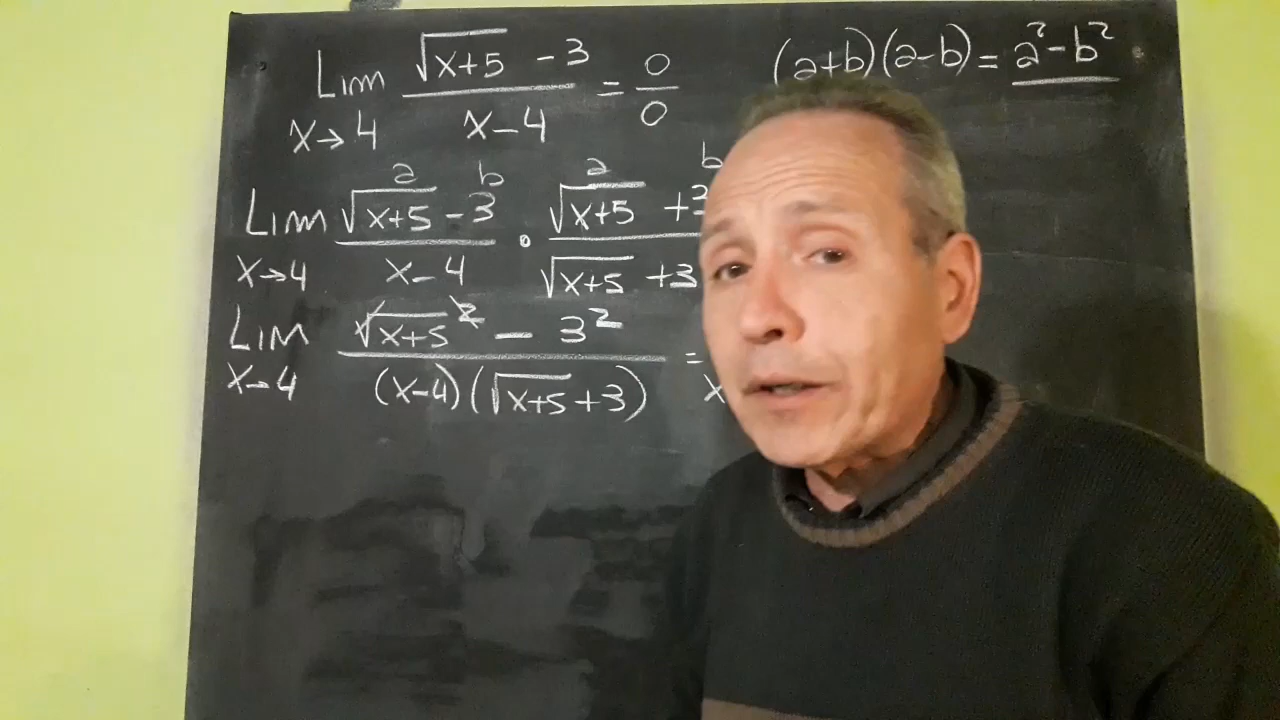 Lim √x+5 - 3 / x-4 = 0/0
x→4
(a+b)(a-b) = a²-b²
a b a b
Lim √x+5 - 3 / x-4 · √x+5 +3 / √x+5 +3
x→4
Lim √x+5² - 3² / (x-4)(√x+5+3) =
x→4 x